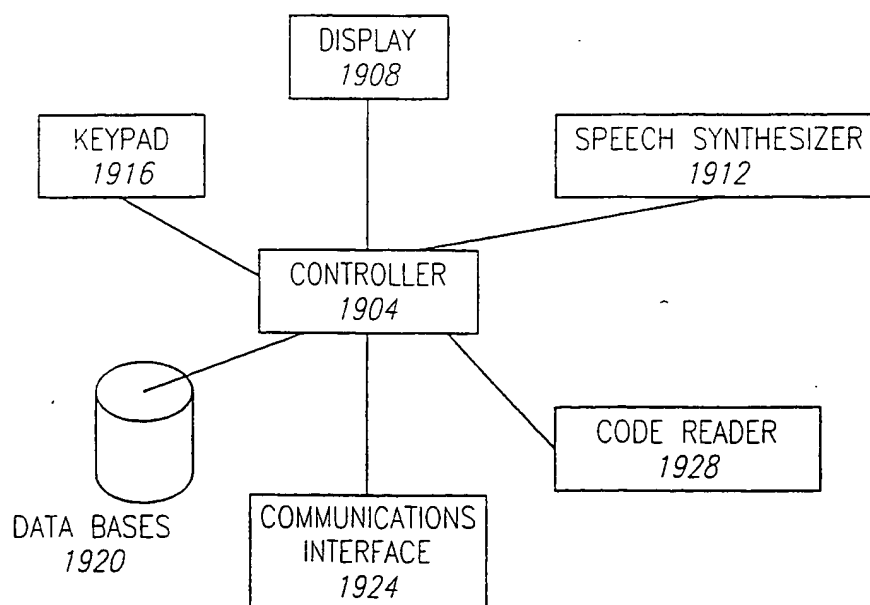 DISPLAY
1908
KEYPAD
1916
SPEECH SYNTHESIZER
1912
CONTROLLER
1904
CODE READER
1928
DATA BASES
1920
COMMUNICATIONS
INTERFACE
1924